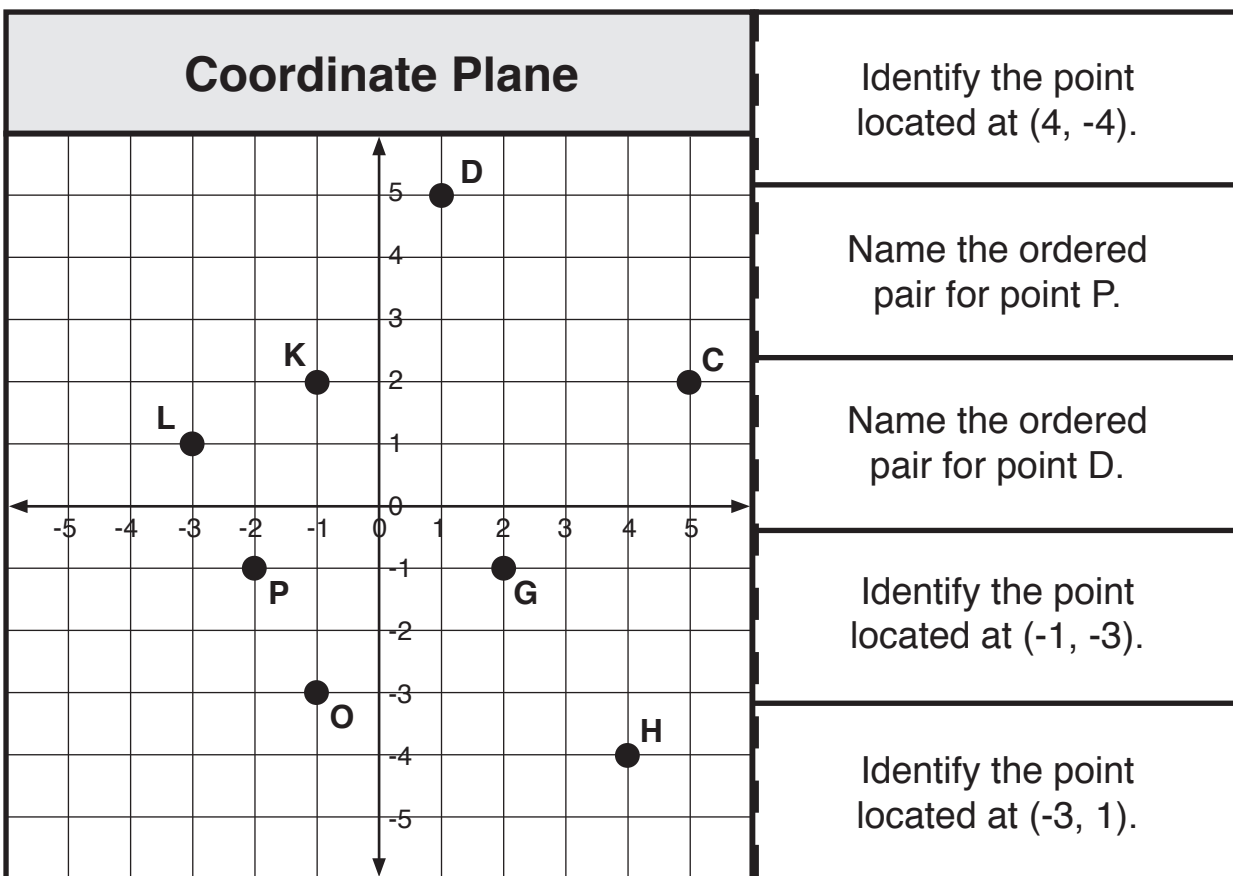 Coordinate Plane
D
5
4
3
K
2
C
L
1
0
-5 -4 -3 -2 -1 0 1 2 3 4 5
-1
P
G
-2
-3
O
H
-4
-5
Identify the point
located at (4, -4).
Name the ordered
pair for point P.
Name the ordered
pair for point D.
Identify the point
located at (-1, -3).
Identify the point
located at (-3, 1).